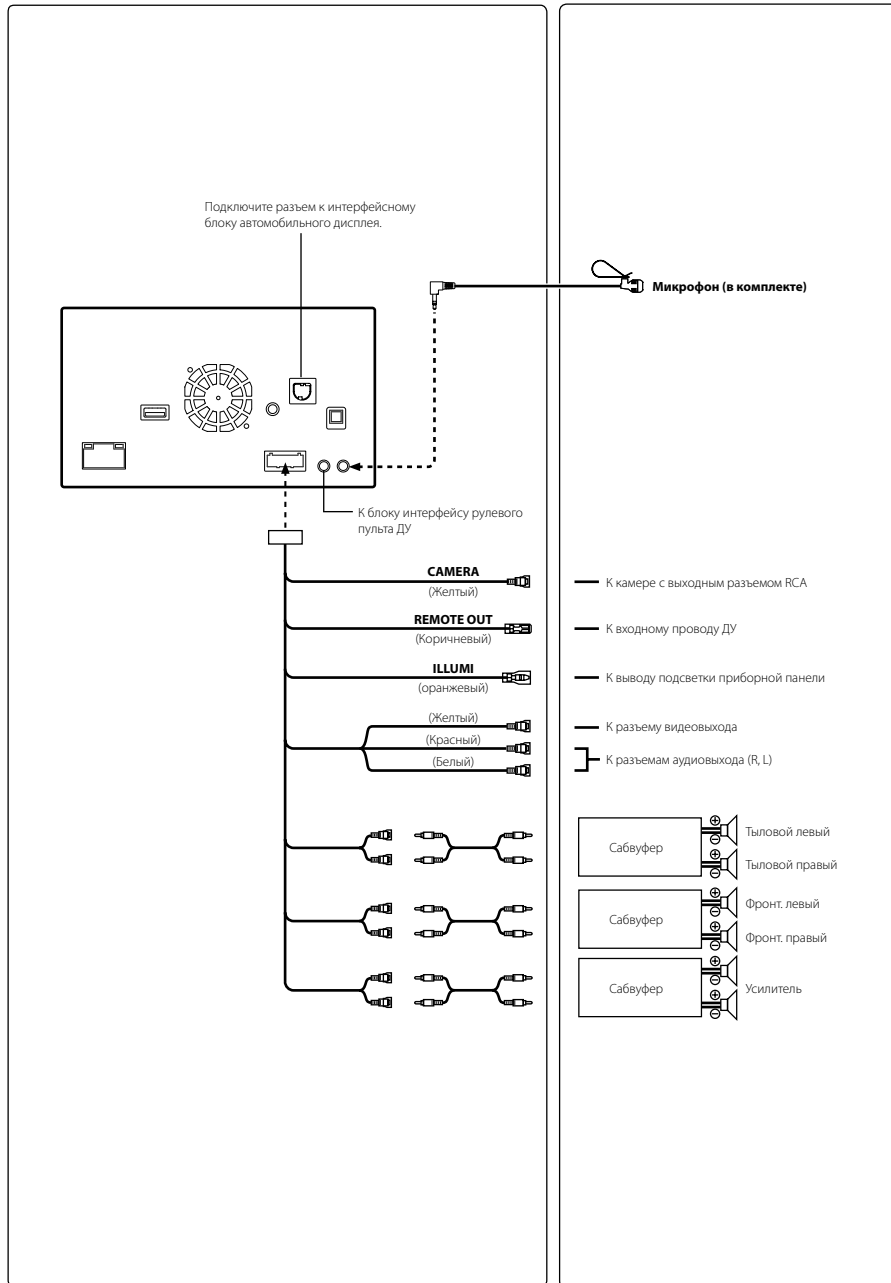 Подключите разъем к интерфейсному
блоку автомобильного дисплея.
Микрофон (в комплекте)
К блоку интерфейсу рулевого
пульта ДУ
CAMERA
(Желтый)
К камере с выходным разъемом RCA
REMOTE OUT
(Коричневый)
К входному проводу ДУ
ILLUMI
(оранжевый)
К выводу подсветки приборной панели
(Желтый)
К разъему видеовыхода
(Красный)
(Белый)
К разъемам аудиовыхода (R, L)
Сабвуфер
Тыловой левый
Тыловой правый
Сабвуфер
Фронт. левый
Фронт. правый
Сабвуфер
Усилитель